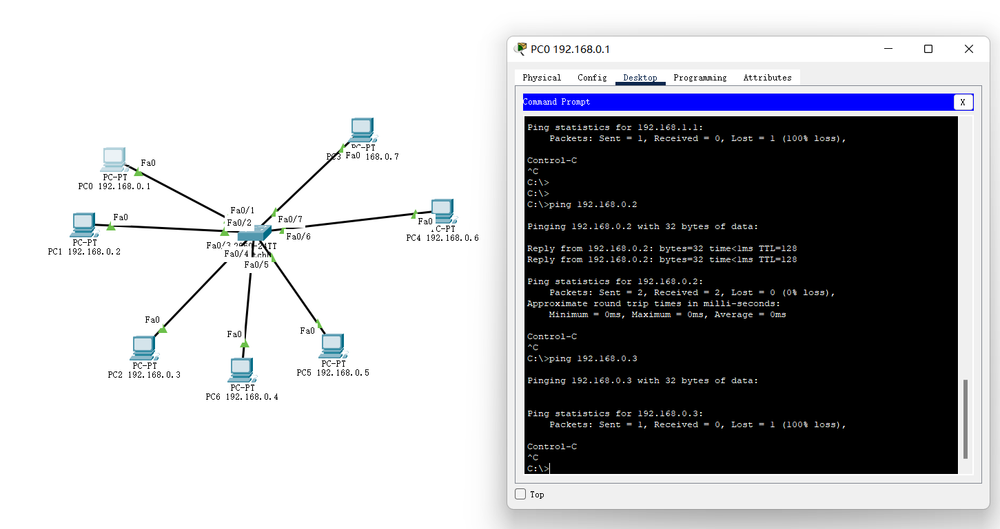 PC-PT
PC3
Fa0
168.0.7
Fa0
PC-PT
PC0 192.168.0.1
Fa0/1
Fa0
Fa0/2
Fa0/7
PC-PT
PC1 192.168.0.2
Fa0
C-PT
PC4 192.168.0.6
Fa0/6
Fa0/3
2960-24TT
Fa0/4
Fa0/5
Fa0
PC-PT
PC2 192.168.0.3
Fa0
PC-PT
PC6 192.168.0.4
Fa0
PC-PT
PC5 192.168.0.5
PC0 192.168.0.1
Physical Config Desktop Programming Attributes
Command Prompt
X
Ping statistics for 192.168.1.1:
Packets: Sent = 1, Received = 0, Lost = 1 (100% loss),
Control-C
^C
C:\>
C:\>
C:\>ping 192.168.0.2
Pinging 192.168.0.2 with 32 bytes of data:
Reply from 192.168.0.2: bytes=32 time<1ms TTL=128
Reply from 192.168.0.2: bytes=32 time<1ms TTL=128
Ping statistics for 192.168.0.2:
Packets: Sent = 2, Received = 2, Lost = 0 (0% loss),
Approximate round trip times in milli-seconds:
Minimum = 0ms, Maximum = 0ms, Average = 0ms
Control-C
^C
C:\>ping 192.168.0.3
Pinging 192.168.0.3 with 32 bytes of data:
Ping statistics for 192.168.0.3:
Packets: Sent = 1, Received = 0, Lost = 1 (100% loss),
Control-C
^C
C:\>
Top